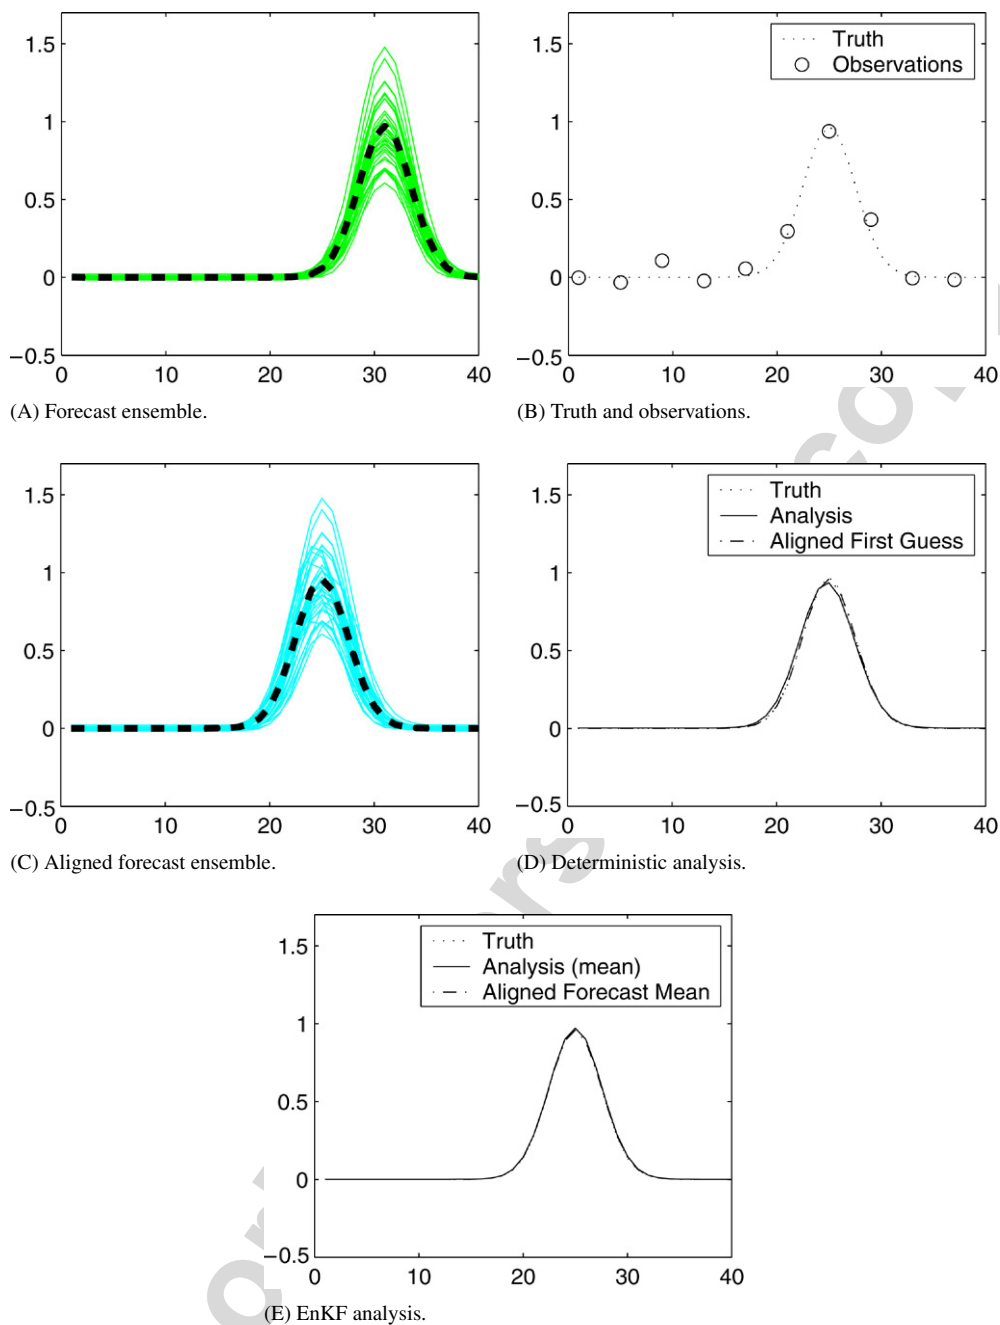 1.5
1
0.5
0
−0.5
0 10 20 30 40
(A) Forecast ensemble.
Truth
Observations
1.5
1
0.5
0
−0.5
0 10 20 30 40
(B) Truth and observations.
1.5
1
0.5
0
−0.5
0 10 20 30 40
(C) Aligned forecast ensemble.
Truth
Analysis
Aligned First Guess
1.5
1
0.5
0
−0.5
0 10 20 30 40
(D) Deterministic analysis.
Truth
Analysis (mean)
Aligned Forecast Mean
1.5
1
0.5
0
−0.5
0 10 20 30 40
(E) EnKF analysis.